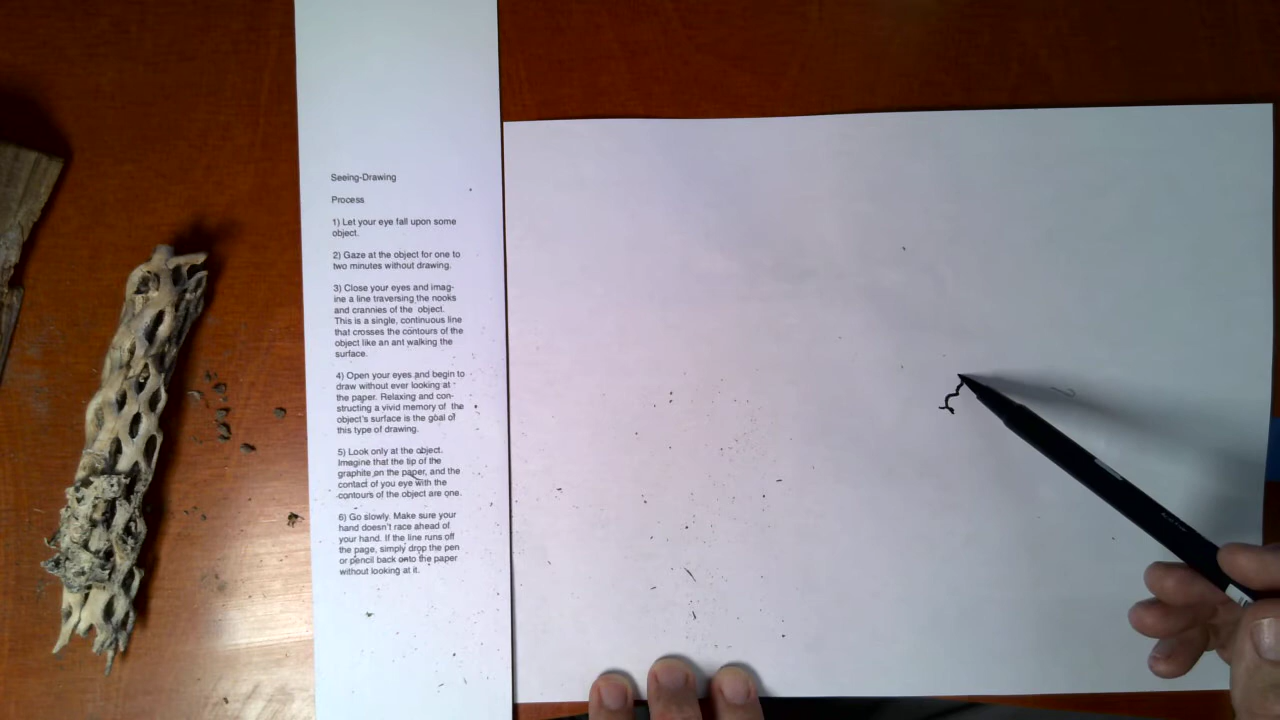 Seeing-Drawing
Process
1) Let your eye fall upon some
object.
2) Gaze at the object for one to
two minutes without drawing.
3) Close your eyes and imag-
ine a line traversing the nooks
and crannies of the object.
This is a single, continuous line
that crosses the contours of the
object like an ant walking the
surface.
4) Open your eyes and begin to
draw without ever looking at
the paper. Relaxing and con-
structing a vivid memory of the
object's surface is the goal of
this type of drawing.
5) Look only at the object.
Imagine that the tip of the
graphite on the paper, and the
contact of you eye with the
contours of the object are one.
6) Go slowly. Make sure your
hand doesn't race ahead of
your hand. If the line runs off
the page, simply drop the pen
or pencil back onto the paper
without looking at it.